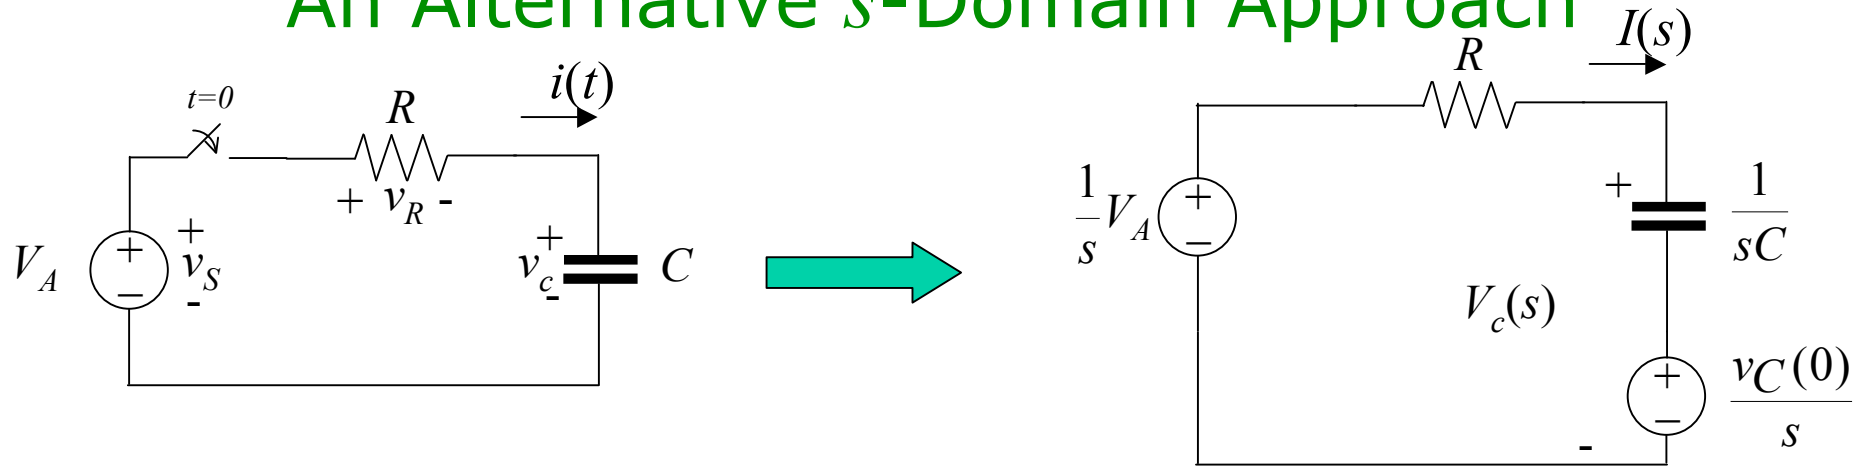 An Alternative s-Domain Approach
t=0
R
i(t)
+ v_R -
V_A
+
−
+
v_S
-
+
v_c
-
C
R
I(s)
1/s V_A
+
−
+
1/sC
V_c(s)
+
−
v_C(0)/s
-